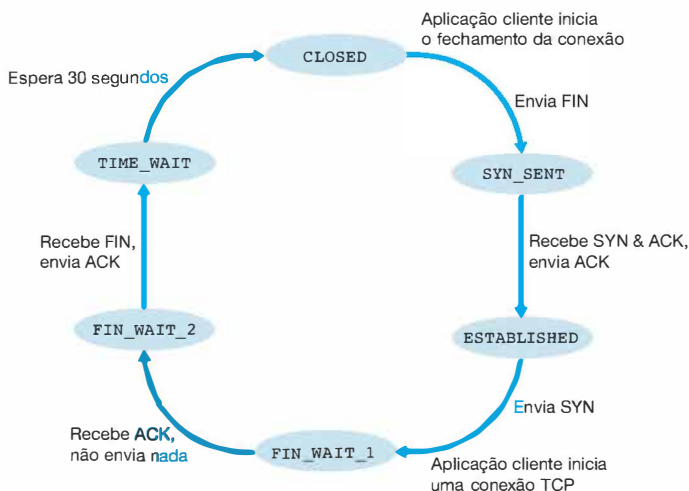 Aplicação cliente inicia
o fechamento da conexão
CLOSED
Espera 30 segundos
Envia FIN
TIME_WAIT
SYN_SENT
Recebe FIN,
envia ACK
Recebe SYN & ACK,
envia ACK
FIN_WAIT_2
ESTABLISHED
Envia SYN
Recebe ACK,
não envia nada
FIN_WAIT_1
Aplicação cliente inicia
uma conexão TCP